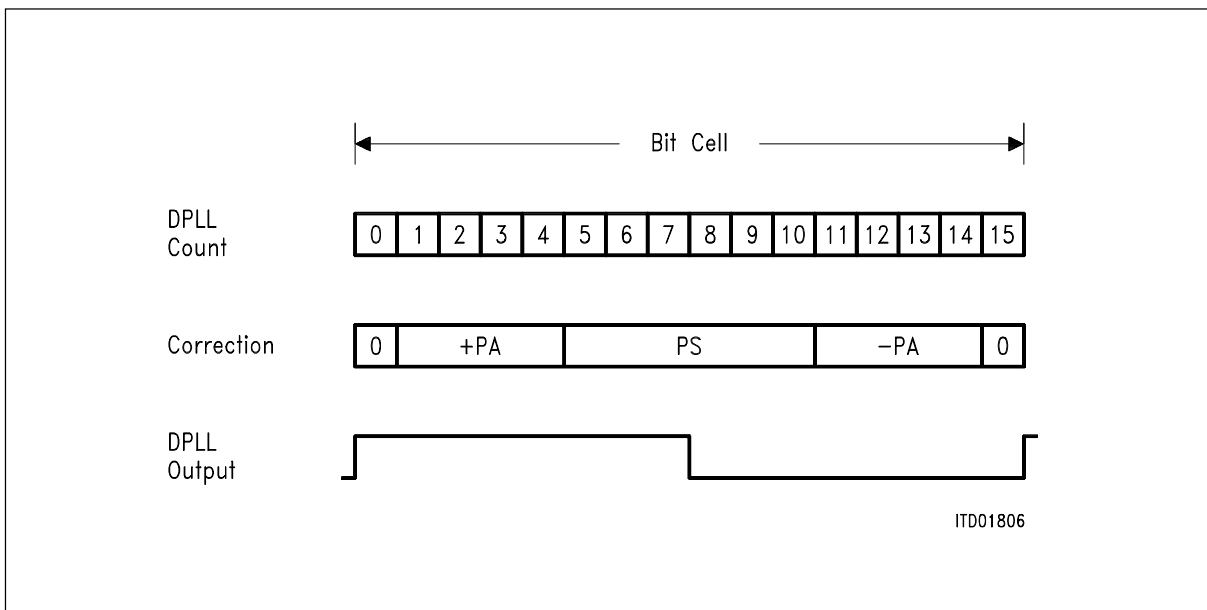 Bit Cell
DPLL
Count
0 1 2 3 4 5 6 7 8 9 10 11 12 13 14 15
Correction
0 +PA PS -PA 0
DPLL
Output
ITD01806